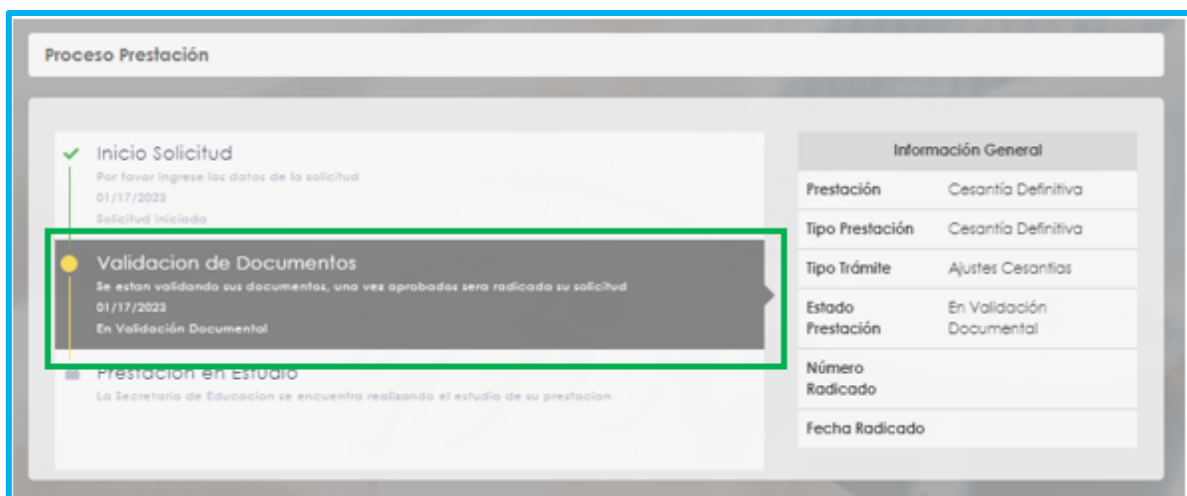 Proceso Prestación
Inicio Solicitud
Por favor ingrese los datos de la solicitud
01/17/2023
Solicitud Iniciada
Validacion de Documentos
Se estan validando sus documentos, una vez aprobados sera radicada su solicitud
01/17/2023
En Validación Documental
Prestacion en Estudio
La Secretaria de Educacion se encuentra realizando el estudio de su prestacion
Información General
Prestación Cesantía Definitiva
Tipo Prestación Cesantía Definitiva
Tipo Trámite Ajustes Cesantias
Estado En Validación
Prestación Documental
Número
Radicado
Fecha Radicado